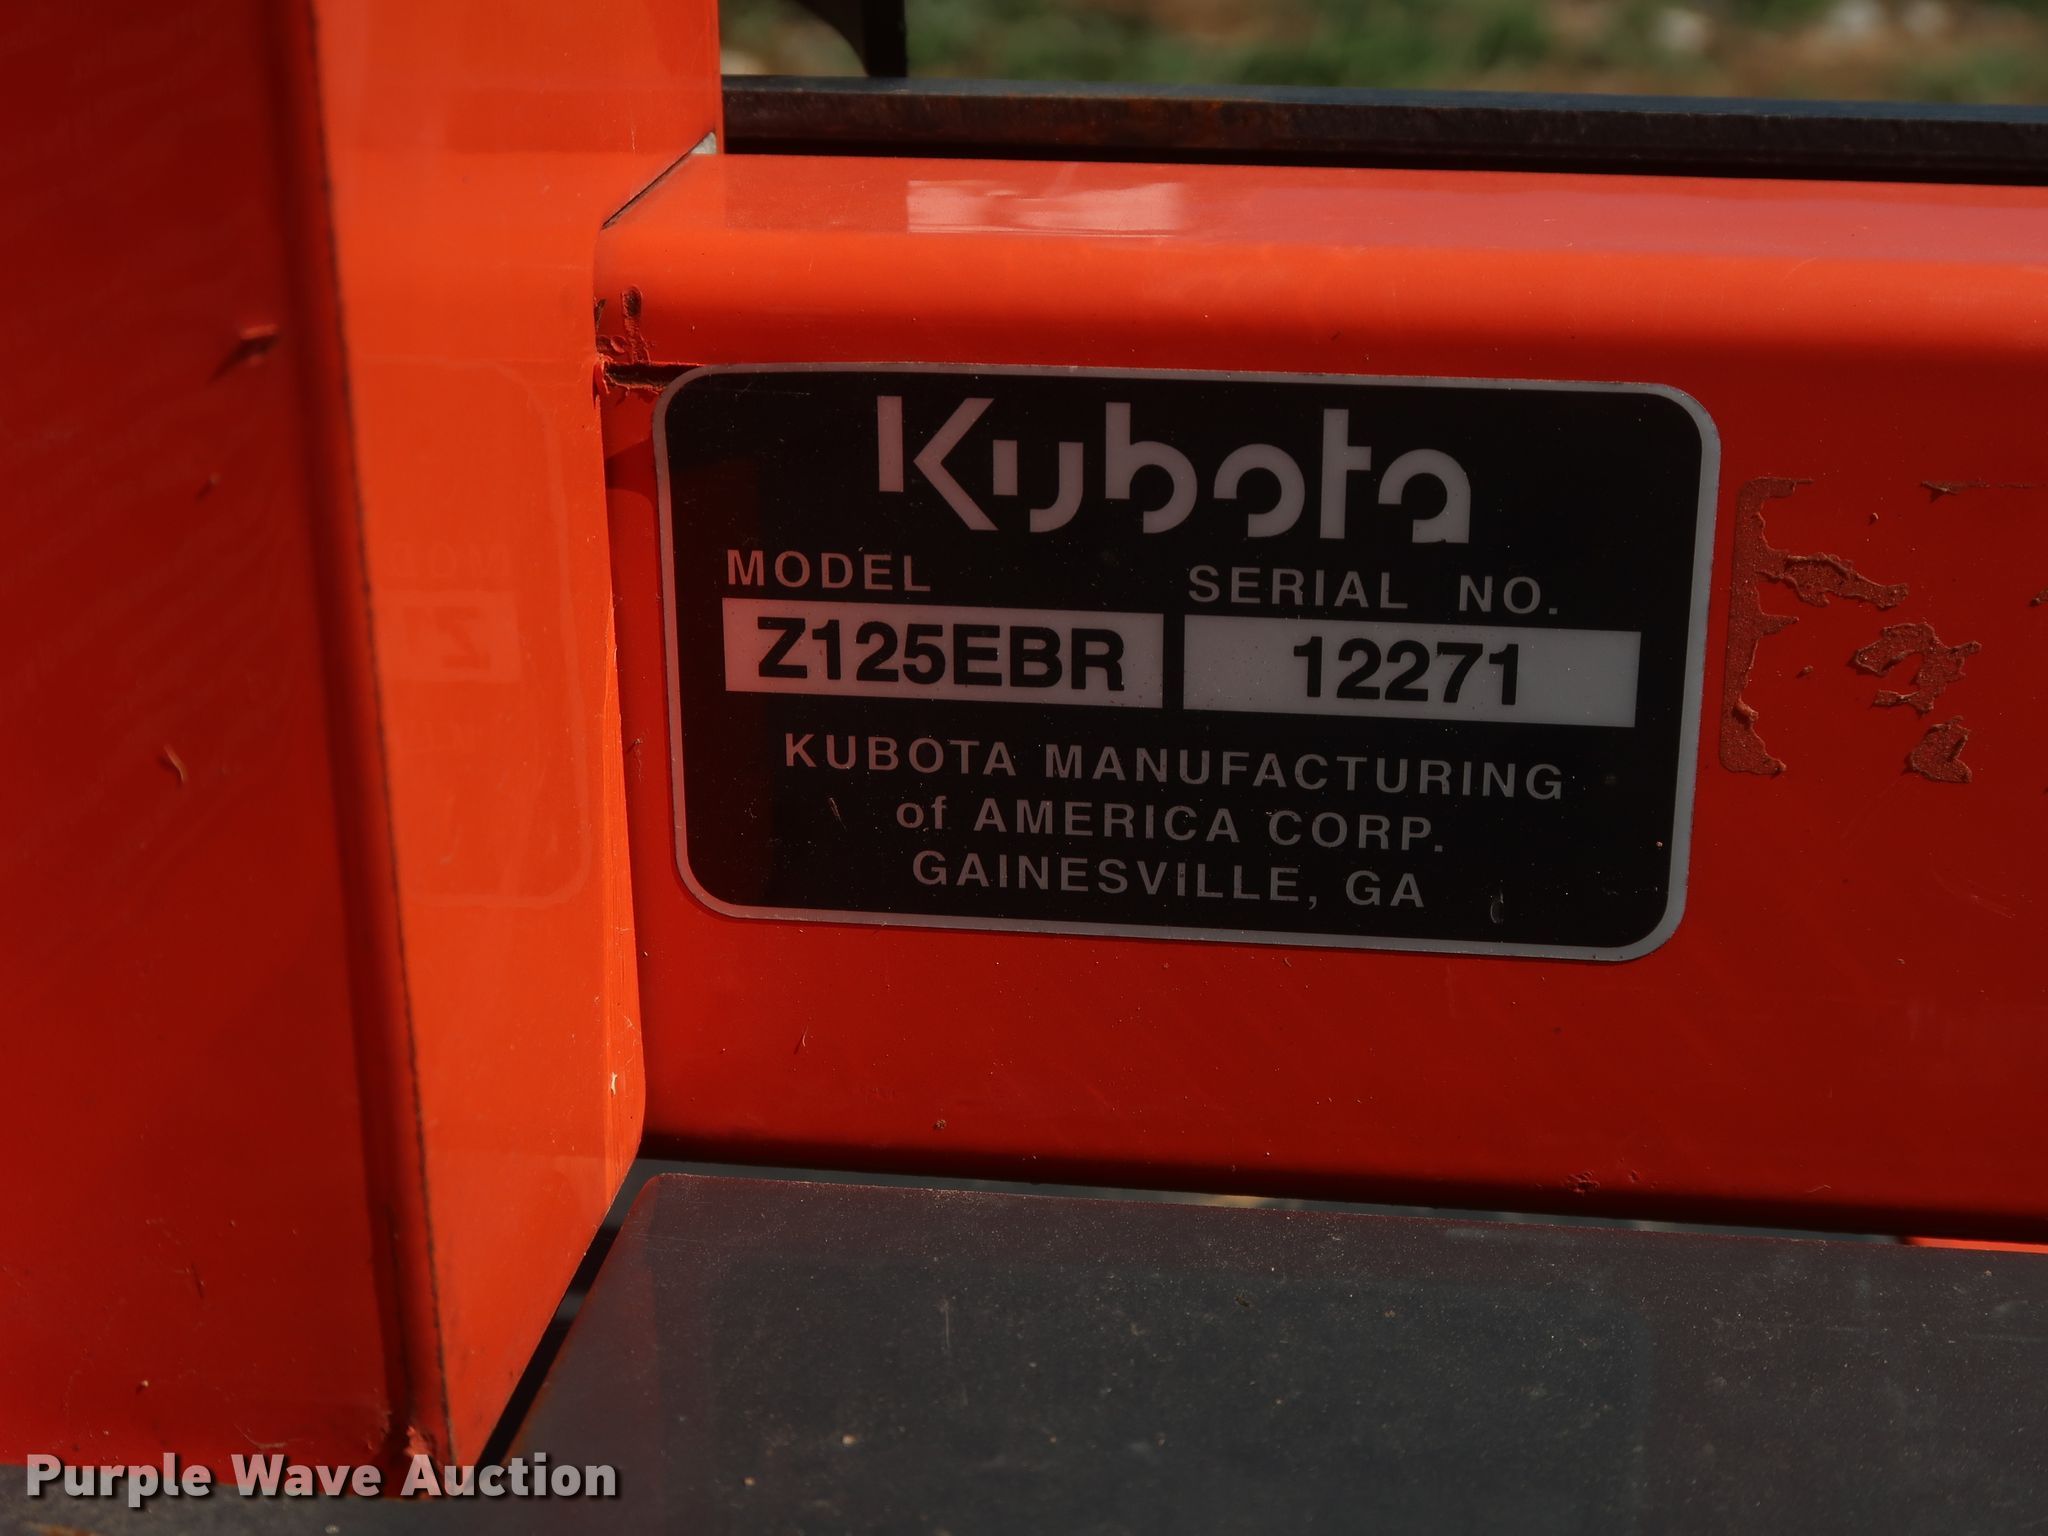 Kubota
MODEL SERIAL NO.
Z125EBR 12271
KUBOTA MANUFACTURING
of AMERICA CORP.
GAINESVILLE, GA
Purple Wave Auction